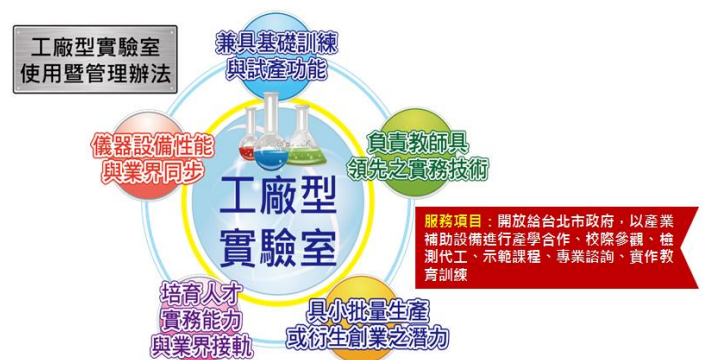 工廠型實驗室
使用暨管理辦法
兼具基礎訓練
與試產功能
儀器設備性能
與業界同步
負責教師具
領先之實務技術
工廠型
實驗室
服務項目：開放給台北市政府，以產業
補助設備進行產學合作、校際參觀、檢
測代工、示範課程、專業諮詢、實作教
育訓練
培育人才
實務能力
與業界接軌
具小批量生產
或衍生創業之潛力